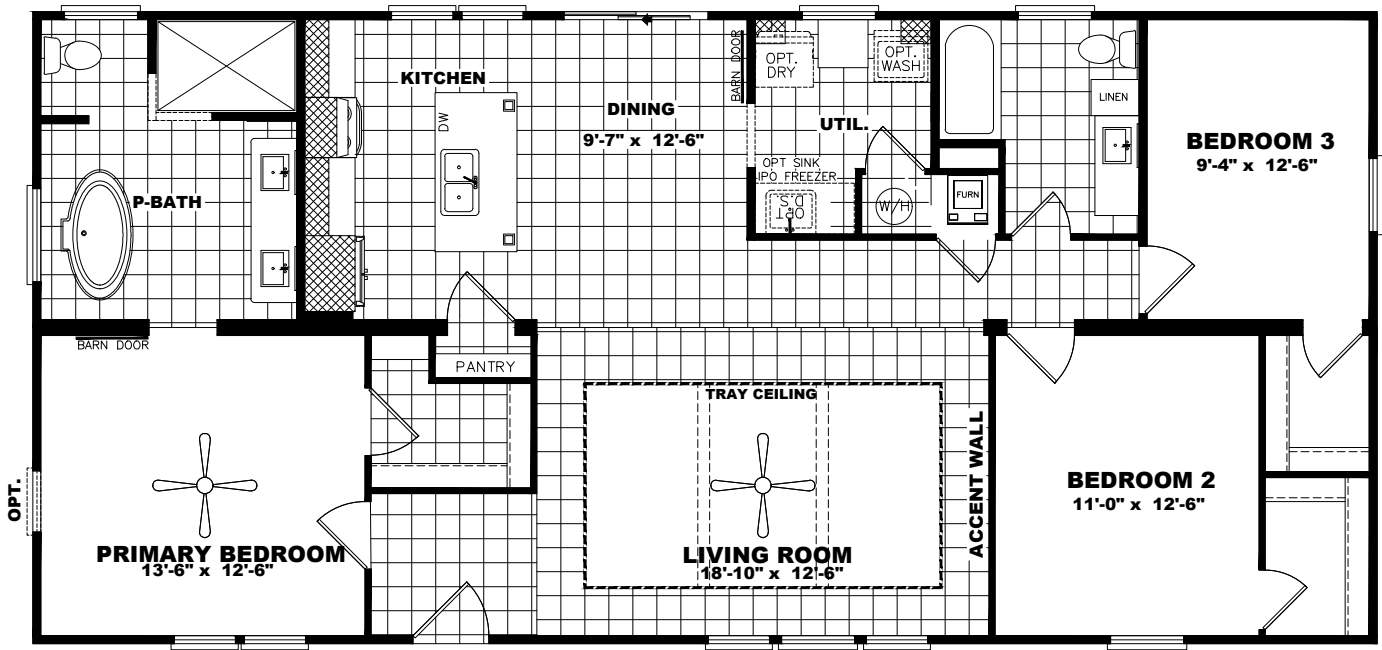 KITCHEN
DW
DINING
9'-7" x 12'-6"
BARN DOOR
OPT.
DRY
OPT.
WASH
UTIL.
OPT SINK
IPO FREEZER
OPT
D.S.
W/H
FURN
LINEN
BEDROOM 3
9'-4" x 12'-6"
P-BATH
BARN DOOR
PANTRY
TRAY CEILING
ACCENT WALL
OPT.
PRIMARY BEDROOM
13'-6" x 12'-6"
LIVING ROOM
18'-10" x 12'-6"
BEDROOM 2
11'-0" x 12'-6"